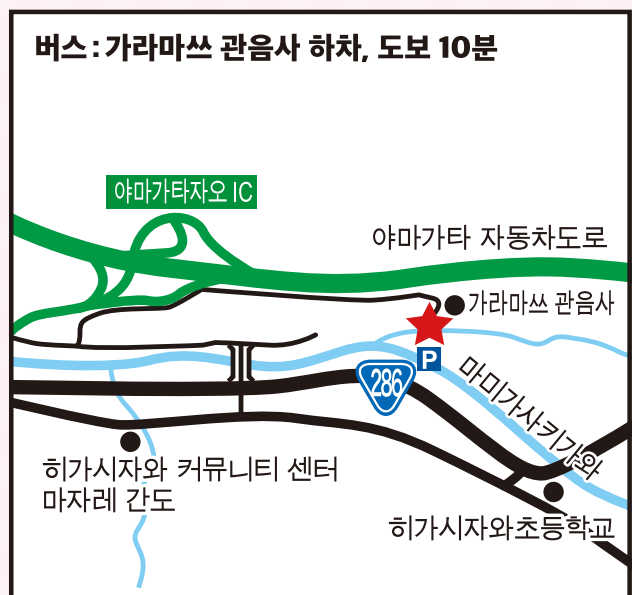 버스 : 가라마쓰 관음사 하차, 도보 10분
야마가타자오 IC
야마가타 자동차도로
가라마쓰 관음사
P
286
마미가사키가와
히가시자와 커뮤니티 센터
마자레 간도
히가시자와초등학교